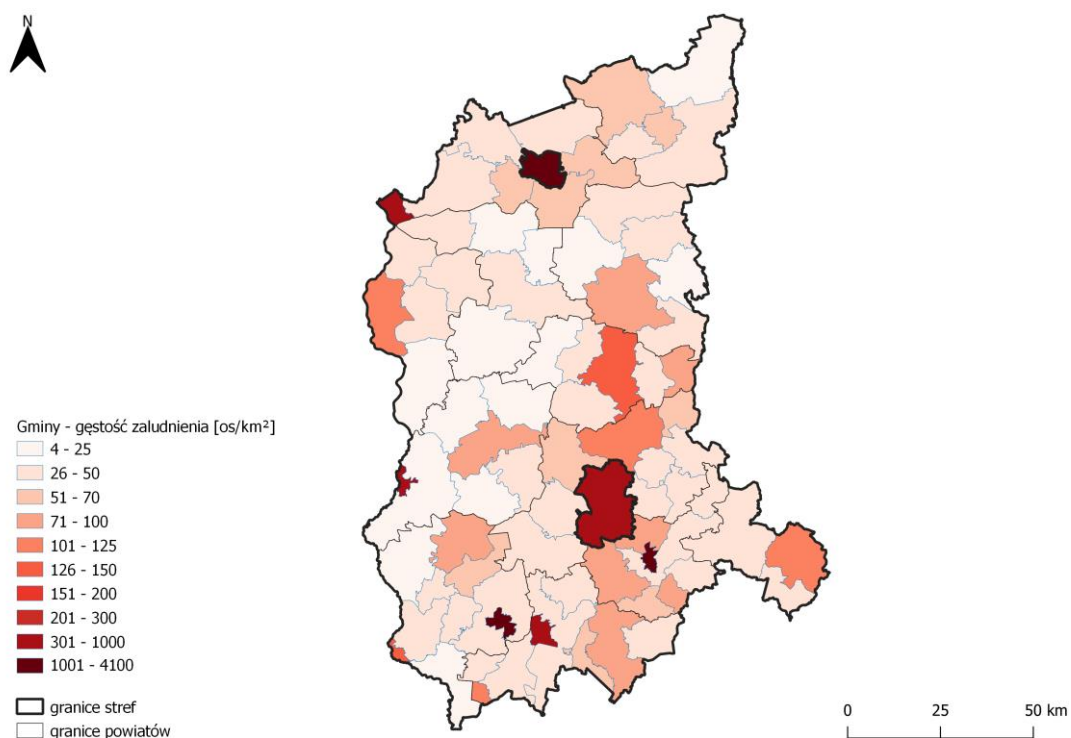 N
Gminy - gęstość zaludnienia [os/km²]
4 - 25
26 - 50
51 - 70
71 - 100
101 - 125
126 - 150
151 - 200
201 - 300
301 - 1000
1001 - 4100
granice stref
granice powiatów
0 25 50 km